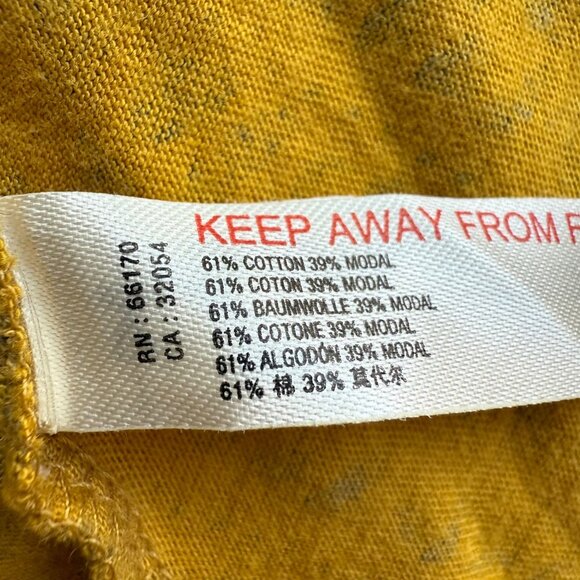 KEEP AWAY FROM F
61% COTTON 39% MODAL
61% COTON 39% MODAL
61% BAUMWOLLE 39% MODAL
61% COTONE 39% MODAL
61% ALGODÓN 39% MODAL
61% 棉 39% 莫代尔
RN : 66170
CA : 32054